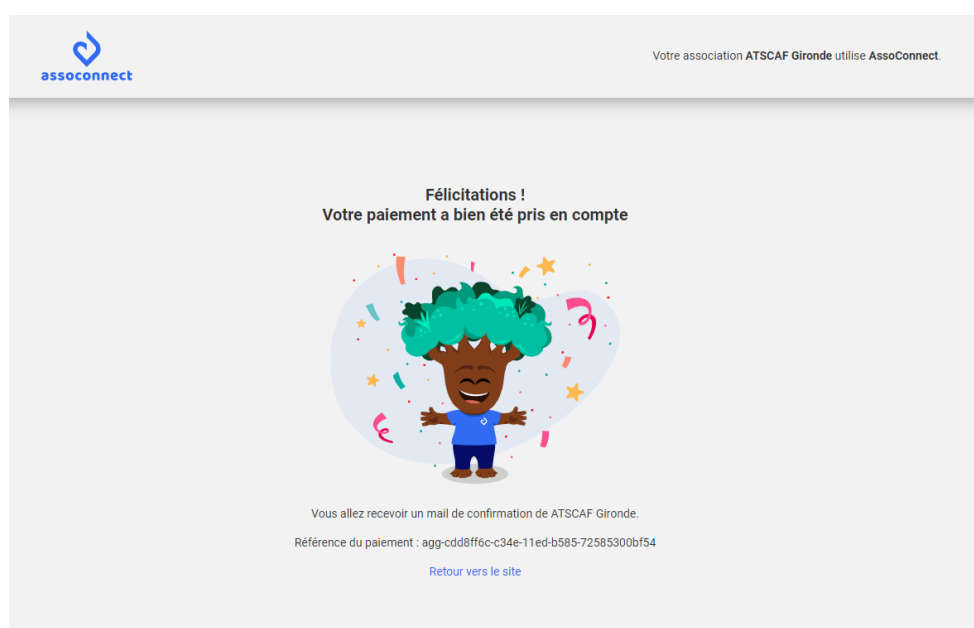 assoconnect
Votre association ATSCAF Gironde utilise AssoConnect.
Félicitations !
Votre paiement a bien été pris en compte
Vous allez recevoir un mail de confirmation de ATSCAF Gironde.
Référence du paiement : agg-cdd8ff6c-c34e-11ed-b585-72585300bf54
Retour vers le site